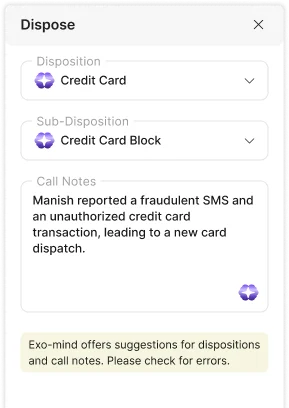 Dispose
Disposition
Credit Card
Sub-Disposition
Credit Card Block
Call Notes
Manish reported a fraudulent SMS and
an unauthorized credit card
transaction, leading to a new card
dispatch.
Exo-mind offers suggestions for dispositions
and call notes. Please check for errors.